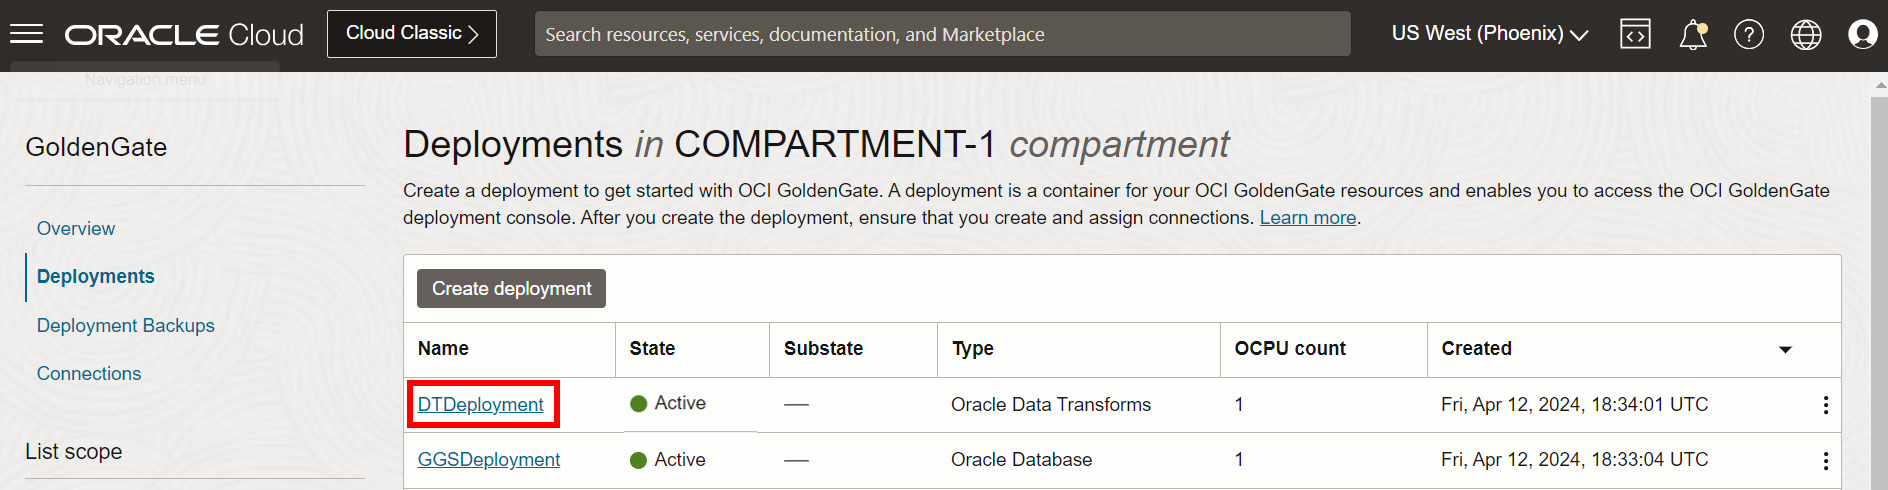 ORACLE Cloud
Cloud Classic
Search resources, services, documentation, and Marketplace
US West (Phoenix)
Navigation menu
GoldenGate
Overview
Deployments
Deployment Backups
Connections
List scope
Deployments in COMPARTMENT-1 compartment
Create a deployment to get started with OCI GoldenGate. A deployment is a container for your OCI GoldenGate resources and enables you to access the OCI GoldenGate
deployment console. After you create the deployment, ensure that you create and assign connections. Learn more.
Create deployment
Name State Substate Type OCPU count Created
DTDeployment Active — Oracle Data Transforms 1 Fri, Apr 12, 2024, 18:34:01 UTC
GGSDeployment Active — Oracle Database 1 Fri, Apr 12, 2024, 18:33:04 UTC